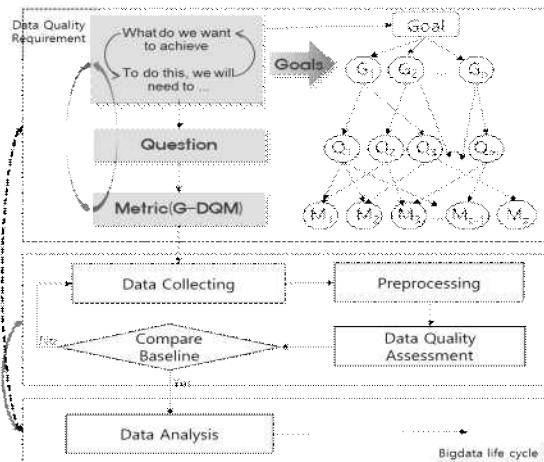 Data Quality
Requirement
What do we want
to achieve
To do this, we will
need to ...
Goals
Goal
G1 G2 ... Gn
Question
Q1 Q2 Q3 Qn
Metric(G-DQM)
M1 M2 M3
Data Collecting
Preprocessing
No
Compare
Baseline
Data Quality
Assessment
Yes
Data Analysis
Bigdata life cycle